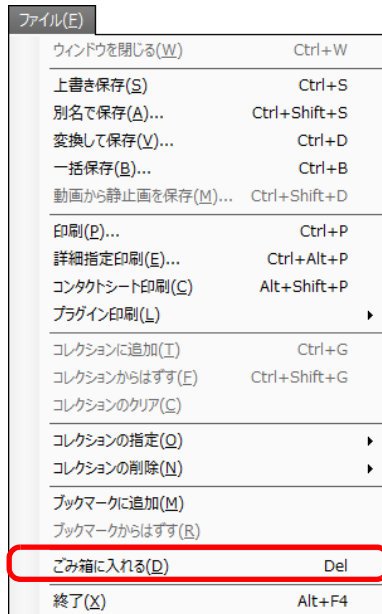 ファイル(F)
ウィンドウを閉じる(W) Ctrl+W
上書き保存(S) Ctrl+S
別名で保存(A)... Ctrl+Shift+S
変換して保存(V)... Ctrl+D
一括保存(B)... Ctrl+B
動画から静止画を保存(M)... Ctrl+Shift+D
印刷(P)... Ctrl+P
詳細指定印刷(E)... Ctrl+Alt+P
コンタクトシート印刷(C) Alt+Shift+P
プラグイン印刷(L)
コレクションに追加(T) Ctrl+G
コレクションからはずす(F) Ctrl+Shift+G
コレクションのクリア(C)
コレクションの指定(O)
コレクションの削除(N)
ブックマークに追加(M)
ブックマークからはずす(R)
ごみ箱に入れる(D) Del
終了(X) Alt+F4